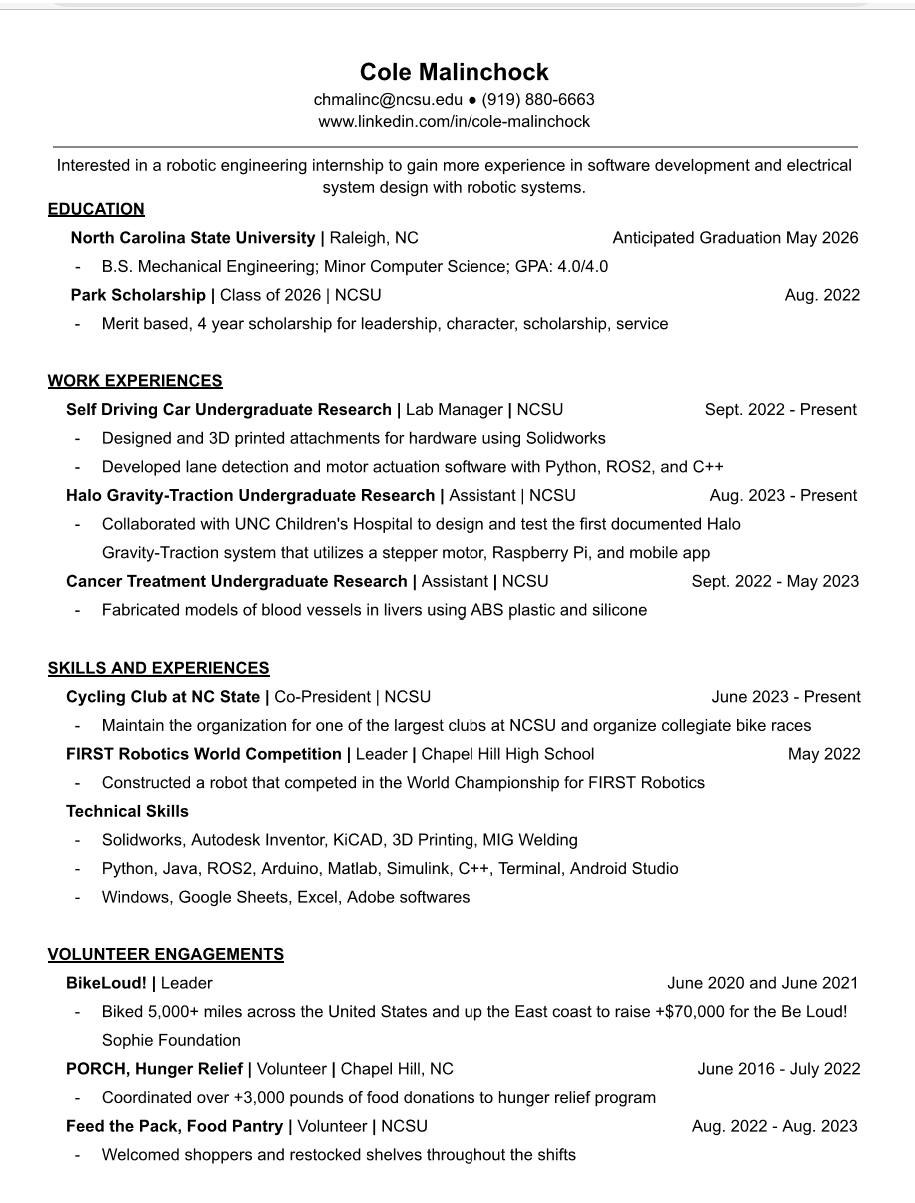 Cole Malinchock
chmalinc@ncsu.edu ● (919) 880-6663
www.linkedin.com/in/cole-malinchock
Interested in a robotic engineering internship to gain more experience in software development and electrical
system design with robotic systems.
EDUCATION
North Carolina State University | Raleigh, NC Anticipated Graduation May 2026
- B.S. Mechanical Engineering; Minor Computer Science; GPA: 4.0/4.0
Park Scholarship | Class of 2026 | NCSU Aug. 2022
- Merit based, 4 year scholarship for leadership, character, scholarship, service
WORK EXPERIENCES
Self Driving Car Undergraduate Research | Lab Manager | NCSU Sept. 2022 - Present
- Designed and 3D printed attachments for hardware using Solidworks
- Developed lane detection and motor actuation software with Python, ROS2, and C++
Halo Gravity-Traction Undergraduate Research | Assistant | NCSU Aug. 2023 - Present
- Collaborated with UNC Children's Hospital to design and test the first documented Halo
Gravity-Traction system that utilizes a stepper motor, Raspberry Pi, and mobile app
Cancer Treatment Undergraduate Research | Assistant | NCSU Sept. 2022 - May 2023
- Fabricated models of blood vessels in livers using ABS plastic and silicone
SKILLS AND EXPERIENCES
Cycling Club at NC State | Co-President | NCSU June 2023 - Present
- Maintain the organization for one of the largest clubs at NCSU and organize collegiate bike races
FIRST Robotics World Competition | Leader | Chapel Hill High School May 2022
- Constructed a robot that competed in the World Championship for FIRST Robotics
Technical Skills
- Solidworks, Autodesk Inventor, KiCAD, 3D Printing, MIG Welding
- Python, Java, ROS2, Arduino, Matlab, Simulink, C++, Terminal, Android Studio
- Windows, Google Sheets, Excel, Adobe softwares
VOLUNTEER ENGAGEMENTS
BikeLoud! | Leader June 2020 and June 2021
- Biked 5,000+ miles across the United States and up the East coast to raise +$70,000 for the Be Loud!
Sophie Foundation
PORCH, Hunger Relief | Volunteer | Chapel Hill, NC June 2016 - July 2022
- Coordinated over +3,000 pounds of food donations to hunger relief program
Feed the Pack, Food Pantry | Volunteer | NCSU Aug. 2022 - Aug. 2023
- Welcomed shoppers and restocked shelves throughout the shifts